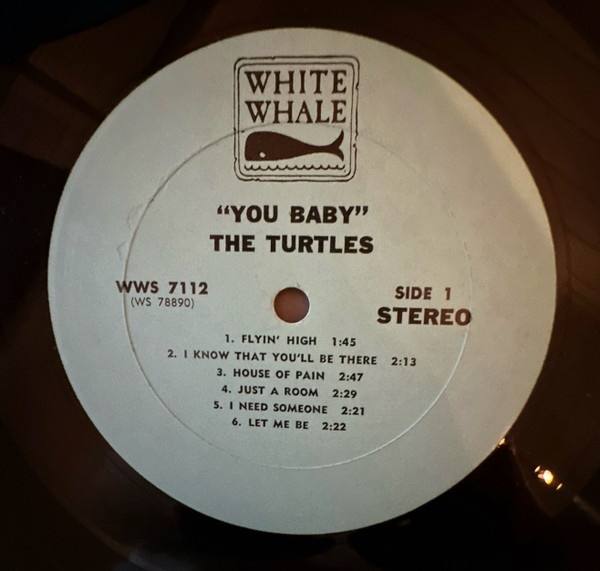 WHITE
WHALE
“YOU BABY”
THE TURTLES
WWS 7112
(WS 78890)
SIDE 1
STEREO
1. FLYIN' HIGH 1:45
2. I KNOW THAT YOU'LL BE THERE 2:13
3. HOUSE OF PAIN 2:47
4. JUST A ROOM 2:29
5. I NEED SOMEONE 2:21
6. LET ME BE 2:22